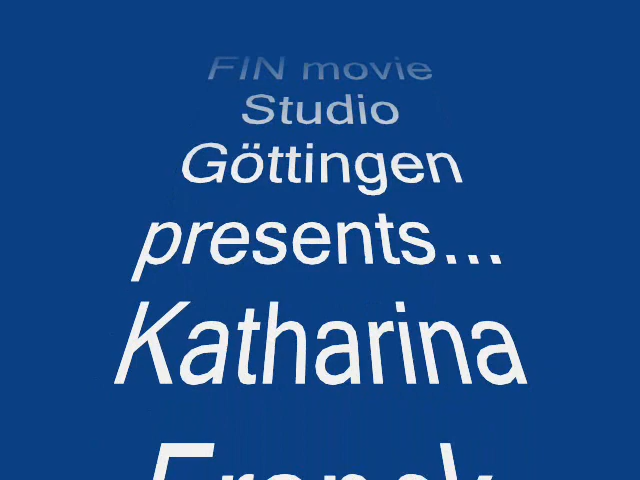 FIN movie
Studio
Göttingen
presents...
Katharina